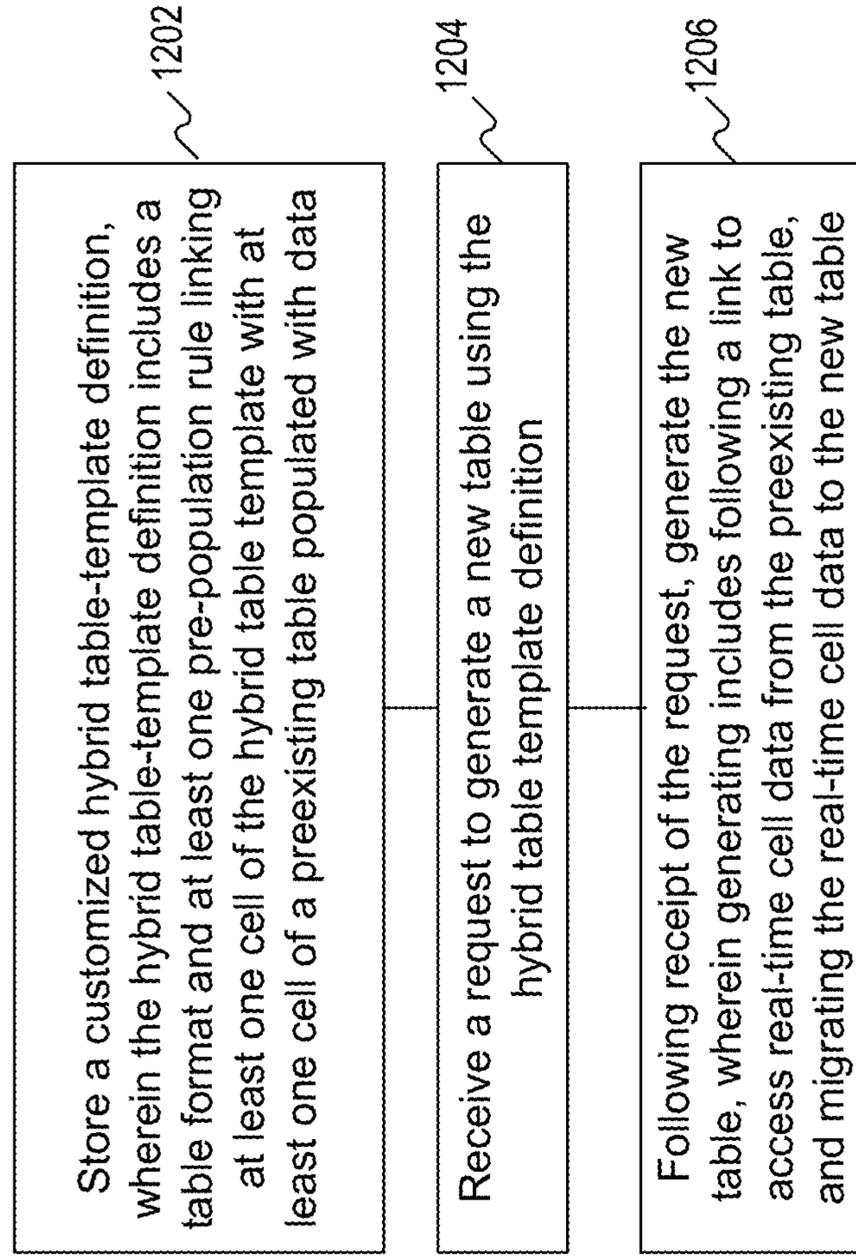 Store a customized hybrid table-template definition,
wherein the hybrid table-template definition includes a
table format and at least one pre-population rule linking
at least one cell of the hybrid table template with at
least one cell of a preexisting table populated with data
1202
Receive a request to generate a new table using the
hybrid table template definition
1204
Following receipt of the request, generate the new
table, wherein generating includes following a link to
access real-time cell data from the preexisting table,
and migrating the real-time cell data to the new table
1206